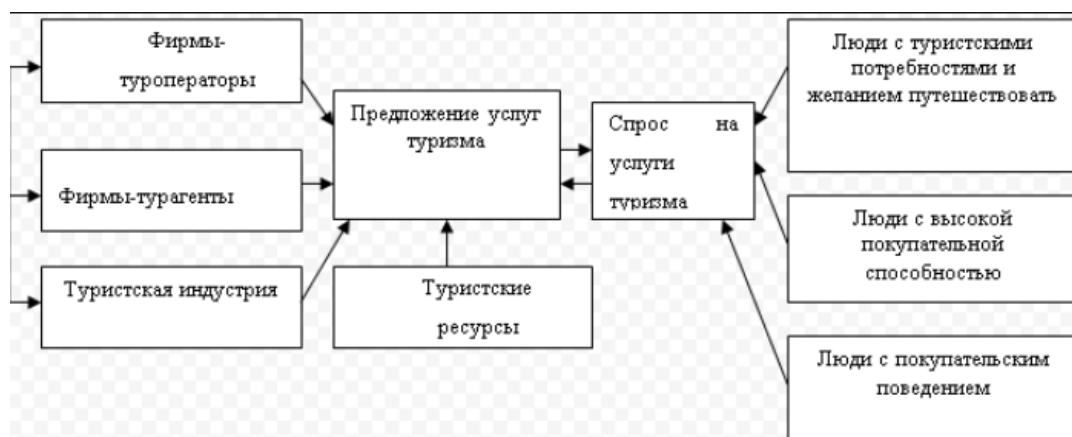 Фирмы-
туроператоры
Фирмы-турагенты
Туристская индустрия
Предложение услуг
туризма
Туристские
ресурсы
Спрос на
услуги
туризма
Люди с туристскими
потребностями и
желанием путешествовать
Люди с высокой
покупательной
способностью
Люди с покупательским
поведением